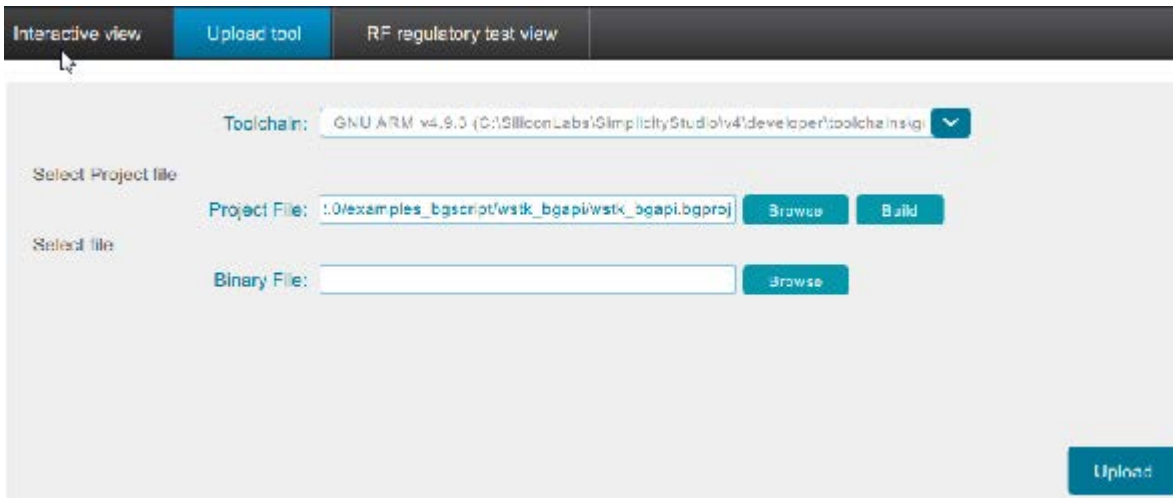 Interactive view Upload tool RF regulatory test view
Toolchain: GNU ARM v4.9.3 (C:\SiliconLabs\SimplicityStudio\v4\developer\toolchains\g
Select Project file
Project File: .0/examples_bgscript/wstk_bgapi/wstk_bgapi.bgproj Browse Build
Select file
Binary File: Browse
Upload